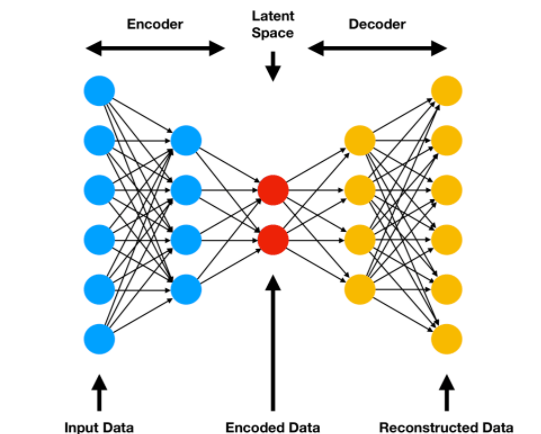 Encoder
Latent
Space
Decoder
Input Data
Encoded Data
Reconstructed Data